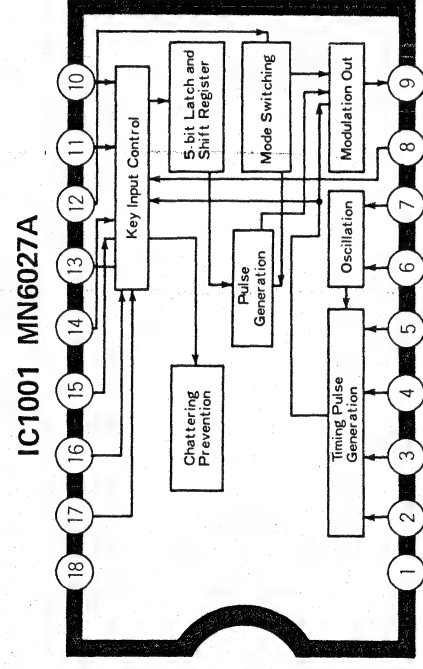 IC1001 MN6027A
18
17
16
15
14
13
12
11
10
Key Input Control
Chattering
Prevention
5-bit Latch and
Shift Register
Pulse
Generation
Mode Switching
Timing Pulse
Generation
Oscillation
Modulation Out
1
2
3
4
5
6
7
8
9